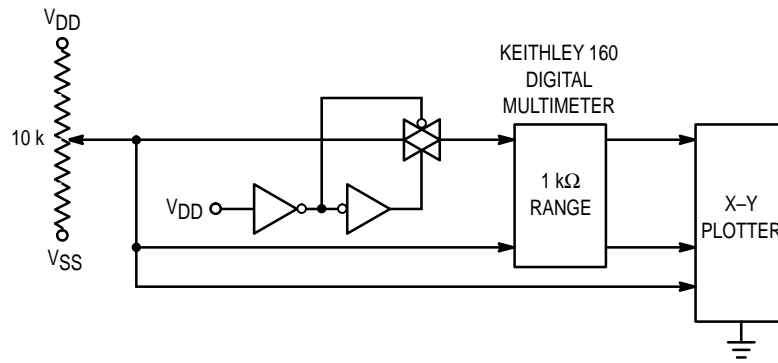 VDD
10 k
VSS
VDD
KEITHLEY 160
DIGITAL
MULTIMETER
1 kΩ
RANGE
X–Y
PLOTTER